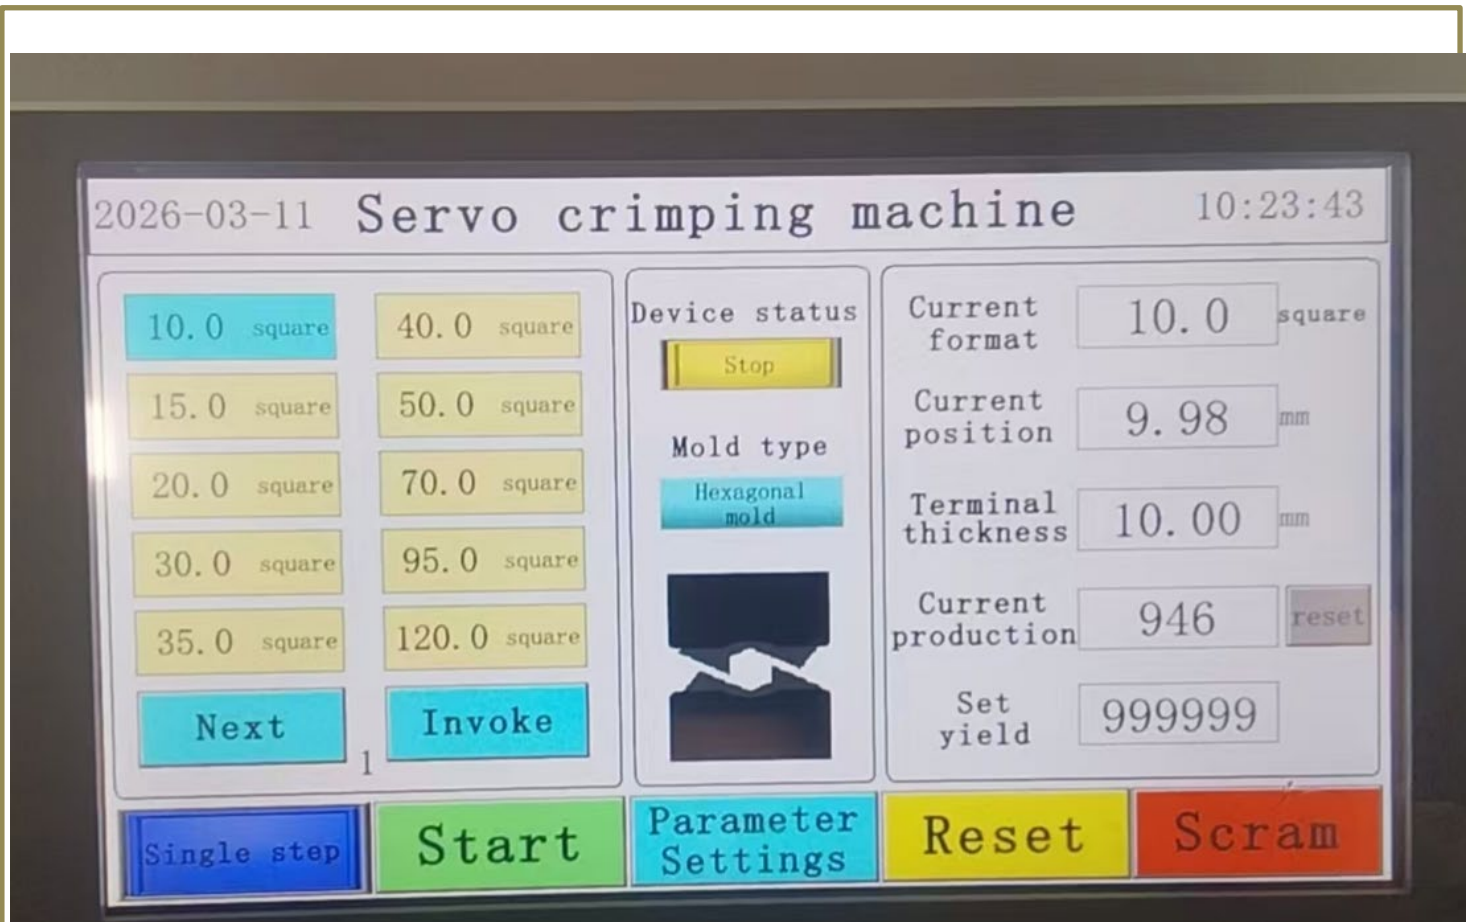 2026-03-11 Servo crimping machine 10:23:43
10.0 square
40.0 square
15.0 square
50.0 square
20.0 square
70.0 square
30.0 square
95.0 square
35.0 square
120.0 square
Next
1
Invoke
Device status
Stop
Mold type
Hexagonal
mold
Current
format
10.0 square
Current
position
9.98 mm
Terminal
thickness
10.00 mm
Current
production
946 reset
Set
yield
999999
Single step
Start
Parameter
Settings
Reset
Scram